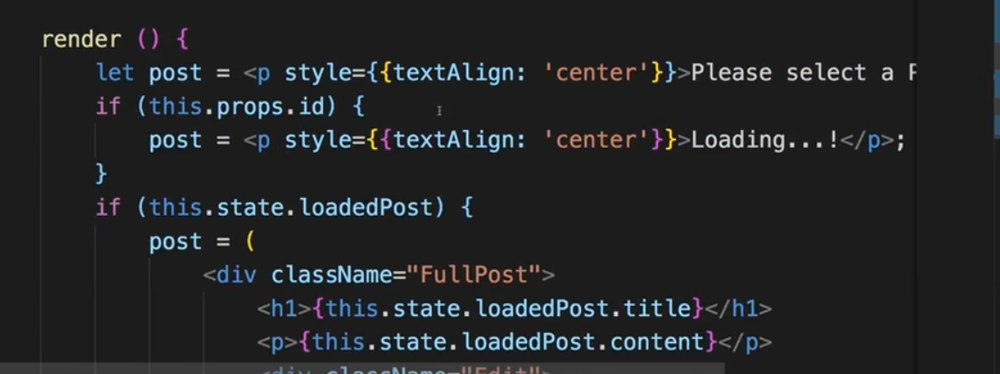 render () {
let post = <p style={{textAlign: 'center'}}>Please select a
if (this.props.id) {
post = <p style={{textAlign: 'center'}}>Loading...!</p>;
}
if (this.state.loadedPost) {
post = (
<div className="FullPost">
<h1>{this.state.loadedPost.title}</h1>
<p>{this.state.loadedPost.content}</p>
<div className="Edit">